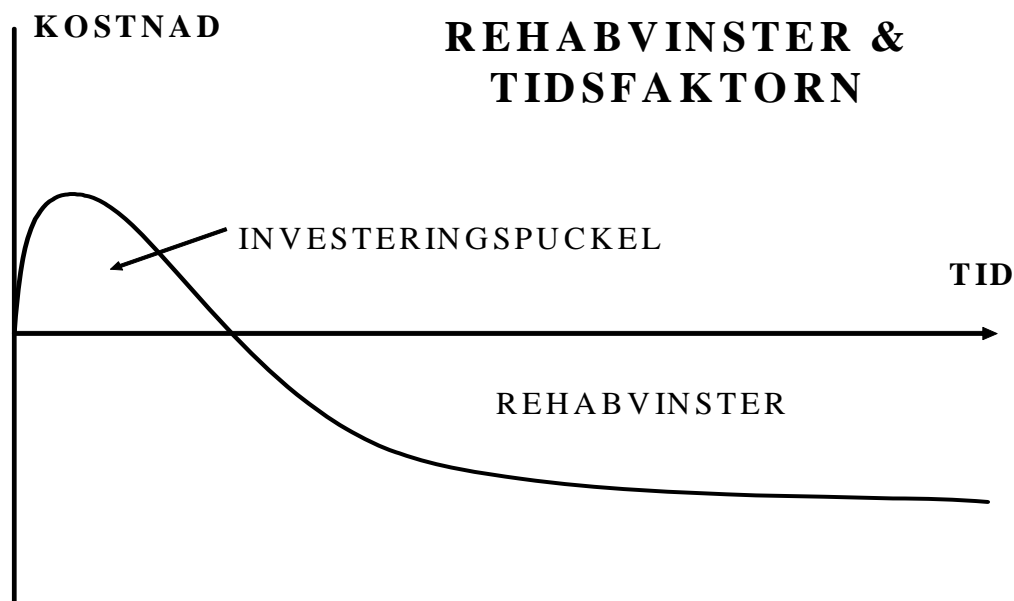 KOSTNAD
REHABVINSTER &
TIDSFAKTORN
INVESTERINGSPUCKEL
TID
REHABVINSTER